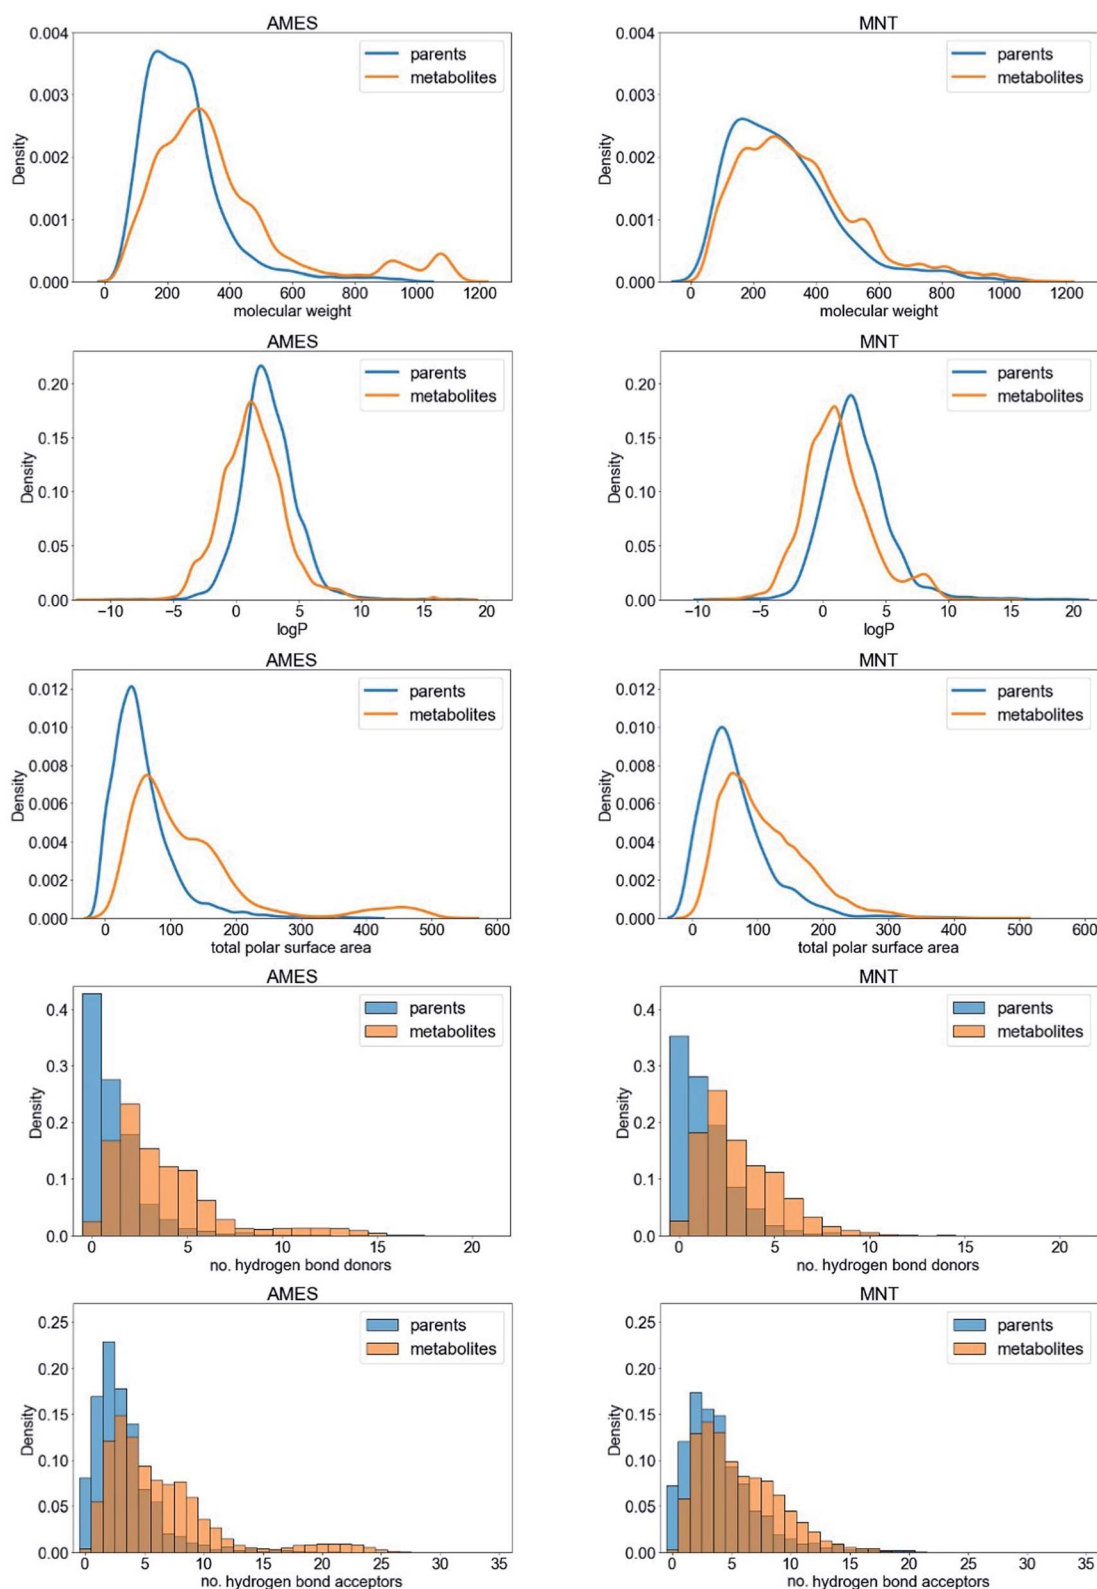 AMES
MNT
0.004
0.003
0.002
0.001
0.000
Density
parents
metabolites
0 200 400 600 800 1000 1200
molecular weight
0.004
0.003
0.002
0.001
0.000
Density
parents
metabolites
0 200 400 600 800 1000 1200
molecular weight
AMES
MNT
0.20
0.15
0.10
0.05
0.00
Density
parents
metabolites
−10 −5 0 5 10 15 20
logP
0.20
0.15
0.10
0.05
0.00
Density
parents
metabolites
−10 −5 0 5 10 15 20
logP
AMES
MNT
0.012
0.010
0.008
0.006
0.004
0.002
0.000
Density
parents
metabolites
0 100 200 300 400 500 600
total polar surface area
0.012
0.010
0.008
0.006
0.004
0.002
0.000
Density
parents
metabolites
0 100 200 300 400 500 600
total polar surface area
AMES
MNT
0.4
0.3
0.2
0.1
0.0
Density
parents
metabolites
0 5 10 15 20
no. hydrogen bond donors
0.4
0.3
0.2
0.1
0.0
Density
parents
metabolites
0 5 10 15 20
no. hydrogen bond donors
AMES
MNT
0.25
0.20
0.15
0.10
0.05
0.00
Density
parents
metabolites
0 5 10 15 20 25 30 35
no. hydrogen bond acceptors
0.25
0.20
0.15
0.10
0.05
0.00
Density
parents
metabolites
0 5 10 15 20 25 30 35
no. hydrogen bond acceptors